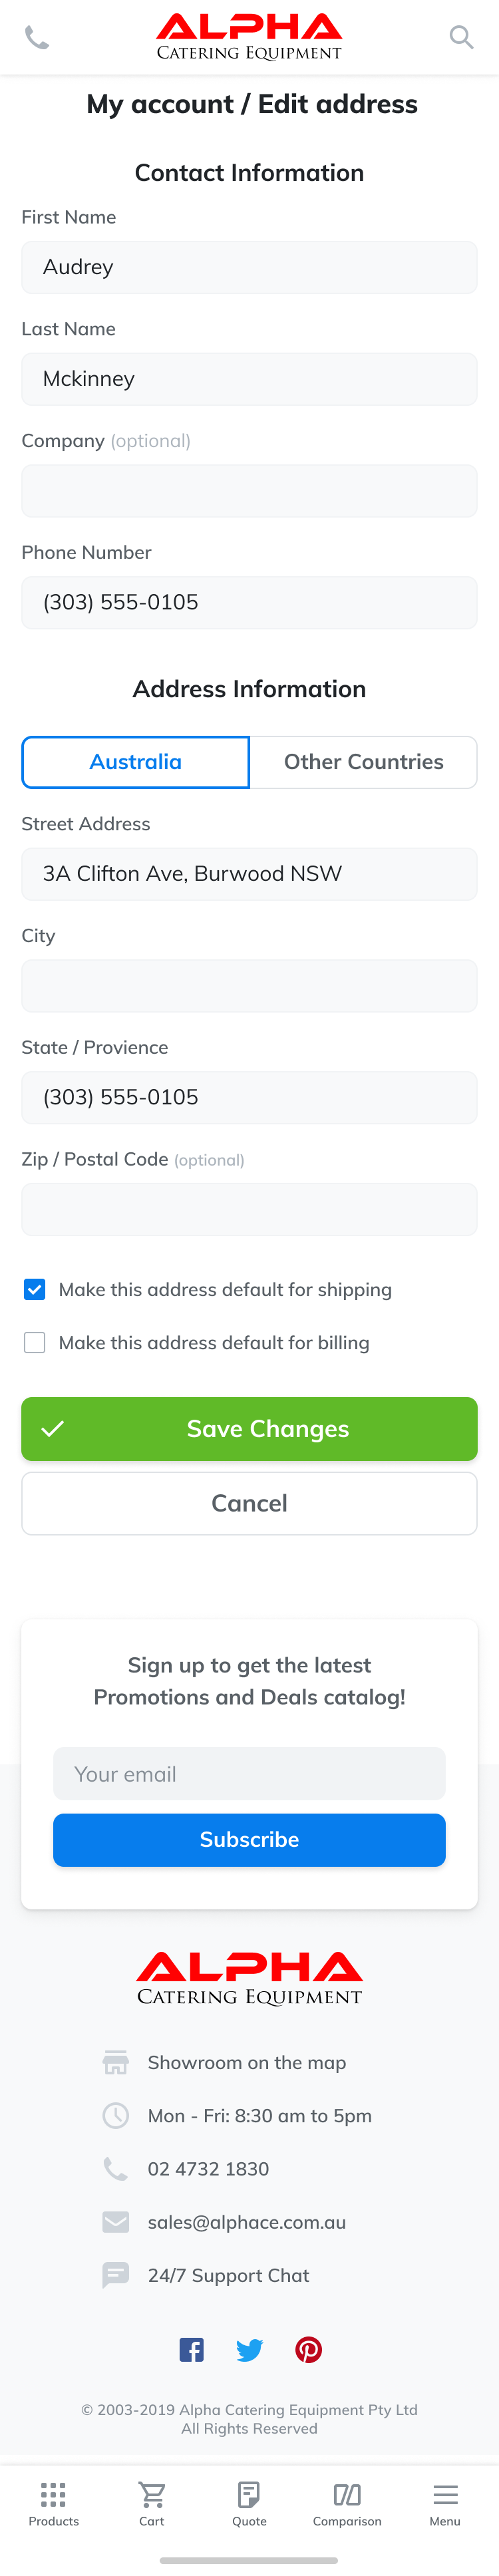 ALPHA
CATERING EQUIPMENT
My account / Edit address
Contact Information
First Name
Audrey
Last Name
Mckinney
Company (optional)
Phone Number
(303) 555-0105
Address Information
Australia
Other Countries
Street Address
3A Clifton Ave, Burwood NSW
City
State / Provience
(303) 555-0105
Zip / Postal Code (optional)
Make this address default for shipping
Make this address default for billing
Save Changes
Cancel
Sign up to get the latest
Promotions and Deals catalog!
Your email
Subscribe
ALPHA
CATERING EQUIPMENT
Showroom on the map
Mon - Fri: 8:30 am to 5pm
02 4732 1830
sales@alphace.com.au
24/7 Support Chat
© 2003-2019 Alpha Catering Equipment Pty Ltd
All Rights Reserved
Products
Cart
Quote
Comparison
Menu